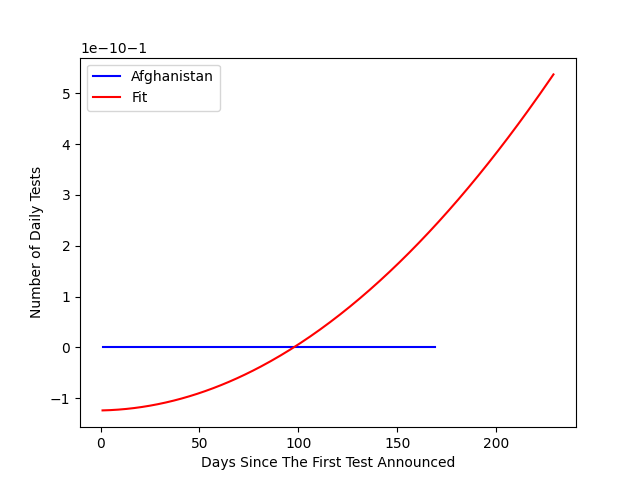 1e−10−1
Afghanistan
Fit
5
4
3
2
1
0
−1
Number of Daily Tests
0 50 100 150 200
Days Since The First Test Announced